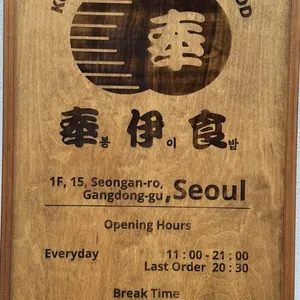 奉
奉봉 伊이 食밥
1F, 15, Seongan-ro,
Gangdong-gu, Seoul
Opening Hours
Everyday 11 : 00 - 21 : 00
Last Order 20 : 30
Break Time